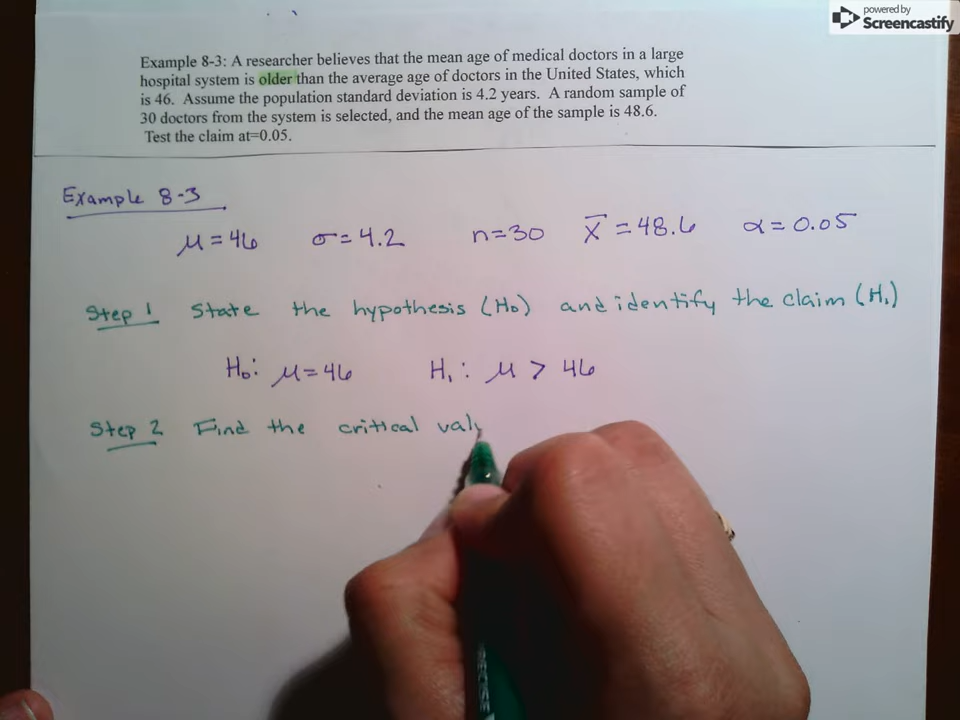 powered by
Screencastify
Example 8-3: A researcher believes that the mean age of medical doctors in a large
hospital system is older than the average age of doctors in the United States, which
is 46. Assume the population standard deviation is 4.2 years. A random sample of
30 doctors from the system is selected, and the mean age of the sample is 48.6.
Test the claim at=0.05.
Example 8-3
μ=46 σ=4.2 n=30 X̅=48.6 α=0.05
Step 1 State the hypothesis (H₀) and identify the claim (H₁)
H₀: μ=46 H₁: μ > 46
Step 2 Find the critical valu